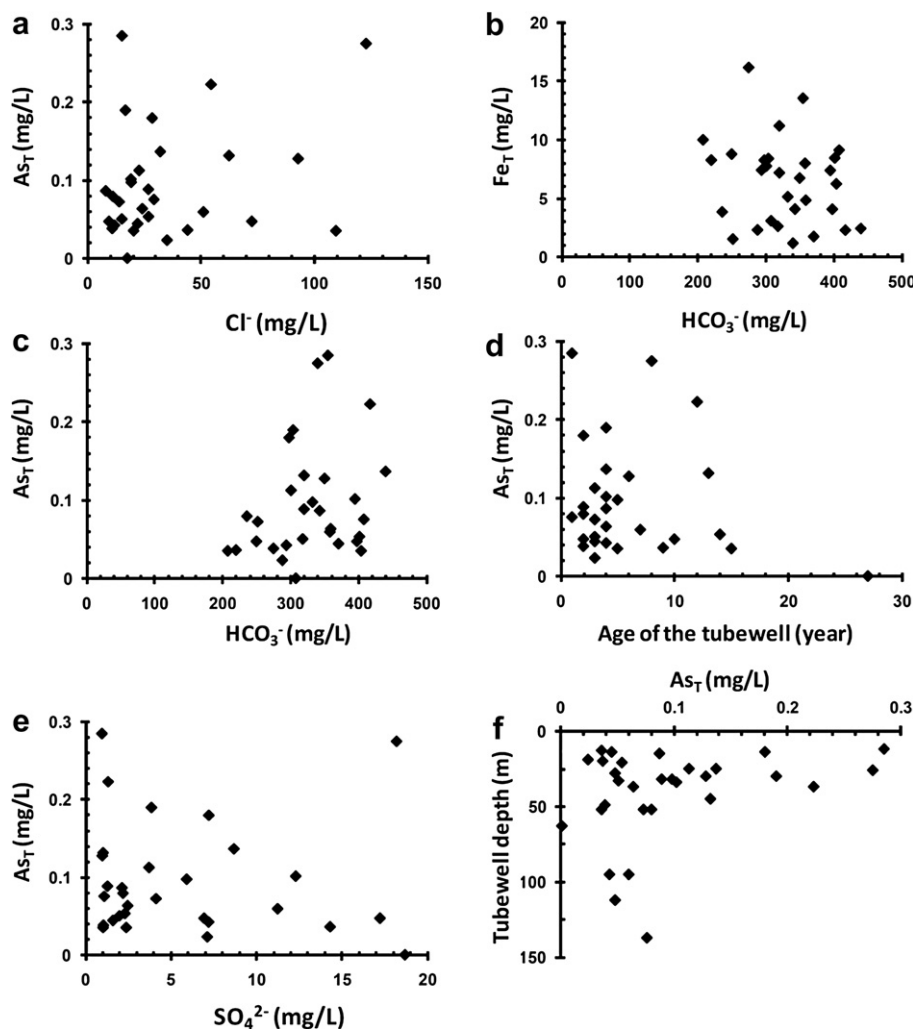 a
b
0.3
0.2
0.1
0
As_T (mg/L)
0 50 100 150
Cl⁻ (mg/L)
20
15
10
5
0
Fe_T (mg/L)
0 100 200 300 400 500
HCO₃⁻ (mg/L)
c
d
0.3
0.2
0.1
0
As_T (mg/L)
0 100 200 300 400 500
HCO₃⁻ (mg/L)
0.3
0.2
0.1
0
As_T (mg/L)
0 10 20 30
Age of the tubewell (year)
e
f
0.3
0.2
0.1
0
As_T (mg/L)
0 5 10 15 20
SO₄²⁻ (mg/L)
As_T (mg/L)
0 0.1 0.2 0.3
0
50
100
150
Tubewell depth (m)